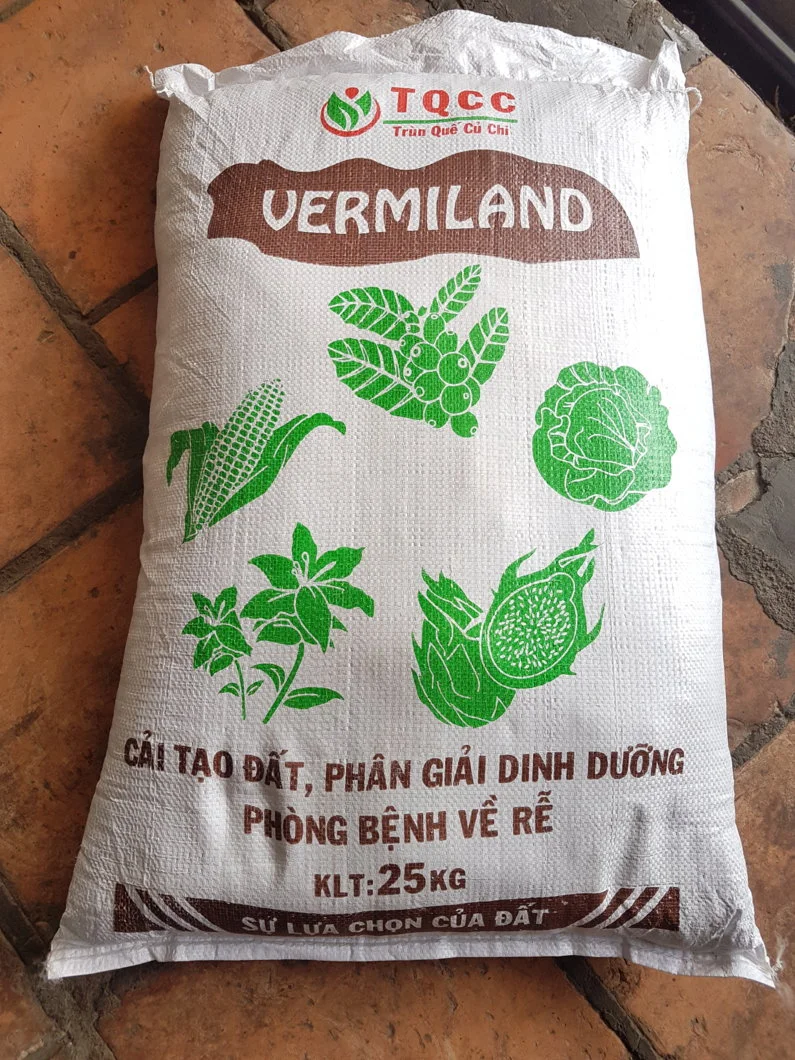 TQCC
Trùn Quế Củ Chi
VERMILAND
CẢI TẠO ĐẤT, PHÂN GIẢI DINH DƯỠNG
PHÒNG BỆNH VỀ RỄ
KLT: 25KG
SỰ LỰA CHỌN CỦA ĐẤT